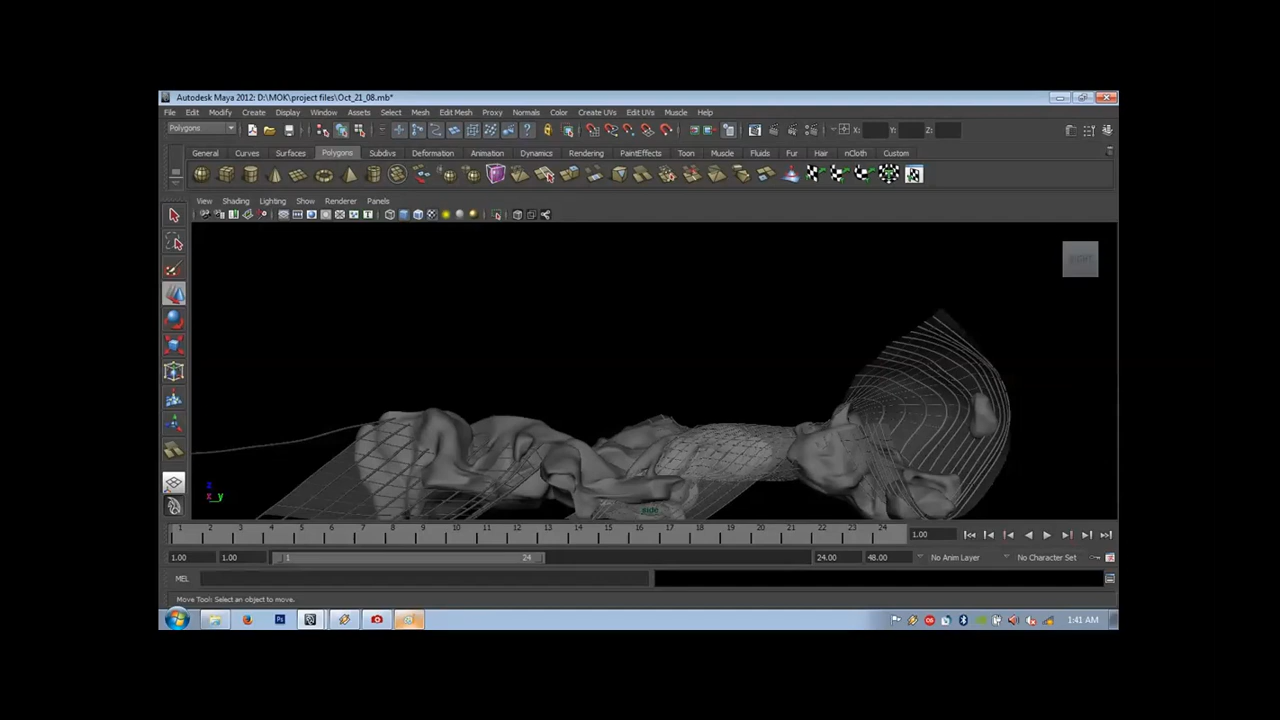 Autodesk Maya 2012: D:\MOK\project files\Oct_21_08.mb*
File Edit Modify Create Display Window Assets Select Mesh Edit Mesh Proxy Normals Color Create UVs Edit UVs Muscle Help
Polygons X: Y: Z:
General Curves Surfaces Polygons Subdivs Deformation Animation Dynamics Rendering PaintEffects Toon Muscle Fluids Fur Hair nCloth Custom
View Shading Lighting Show Renderer Panels
z
x y
side
1 2 3 4 5 6 7 8 9 10 11 12 13 14 15 16 17 18 19 20 21 22 23 24 1.00
1.00 1.00 1 24 24.00 48.00 No Anim Layer No Character Set
MEL
Move Tool: Select an object to move.
Ps 1:41 AM